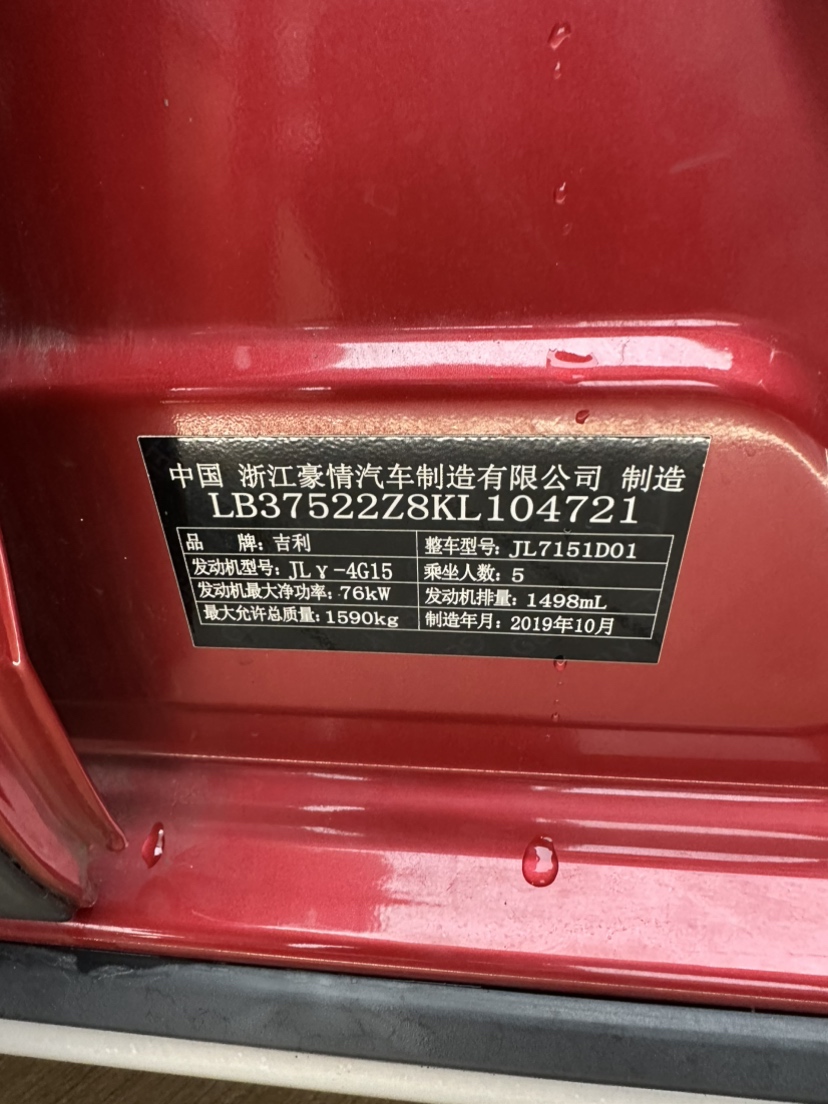 中国 浙江豪情汽车制造有限公司 制造
LB37522Z8KL104721
品 牌: 吉利 整车型号: JL7151D01
发动机型号: JLγ-4G15 乘坐人数: 5
发动机最大净功率: 76kW 发动机排量: 1498mL
最大允许总质量: 1590kg 制造年月: 2019年10月